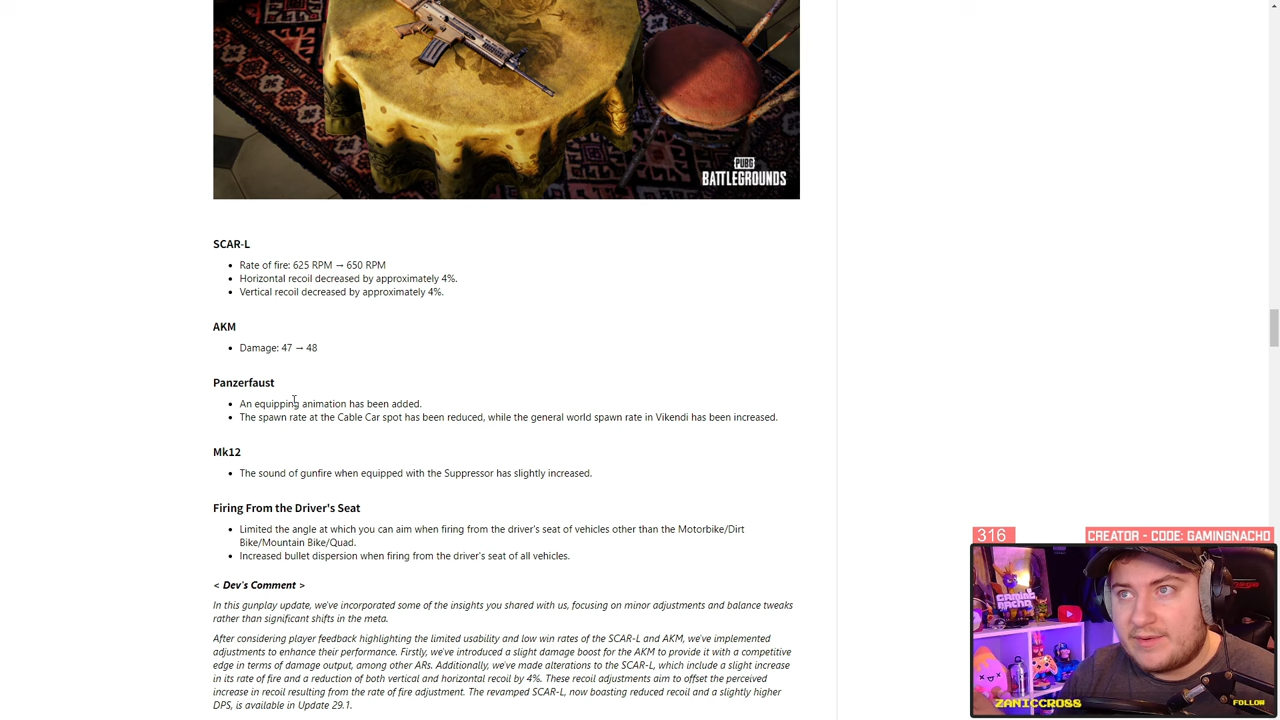 PUBG
BATTLEGROUNDS
SCAR-L
• Rate of fire: 625 RPM → 650 RPM
• Horizontal recoil decreased by approximately 4%.
• Vertical recoil decreased by approximately 4%.
AKM
• Damage: 47 → 48
Panzerfaust
• An equipping animation has been added.
• The spawn rate at the Cable Car spot has been reduced, while the general world spawn rate in Vikendi has been increased.
Mk12
• The sound of gunfire when equipped with the Suppressor has slightly increased.
Firing From the Driver's Seat
• Limited the angle at which you can aim when firing from the driver's seat of vehicles other than the Motorbike/Dirt
Bike/Mountain Bike/Quad.
• Increased bullet dispersion when firing from the driver's seat of all vehicles.
< Dev's Comment >
In this gunplay update, we've incorporated some of the insights you shared with us, focusing on minor adjustments and balance tweaks
rather than significant shifts in the meta.
After considering player feedback highlighting the limited usability and low win rates of the SCAR-L and AKM, we've implemented
adjustments to enhance their performance. Firstly, we've introduced a slight damage boost for the AKM to provide it with a competitive
edge in terms of damage output, among other ARs. Additionally, we've made alterations to the SCAR-L, which include a slight increase
in its rate of fire and a reduction of both vertical and horizontal recoil by 4%. These recoil adjustments aim to offset the perceived
increase in recoil resulting from the rate of fire adjustment. The revamped SCAR-L, now boasting reduced recoil and a slightly higher
DPS, is available in Update 29.1.
316
CREATOR - CODE: GAMINGNACHO
GAMING
NACHO
ZANICCROSS
FOLLOW